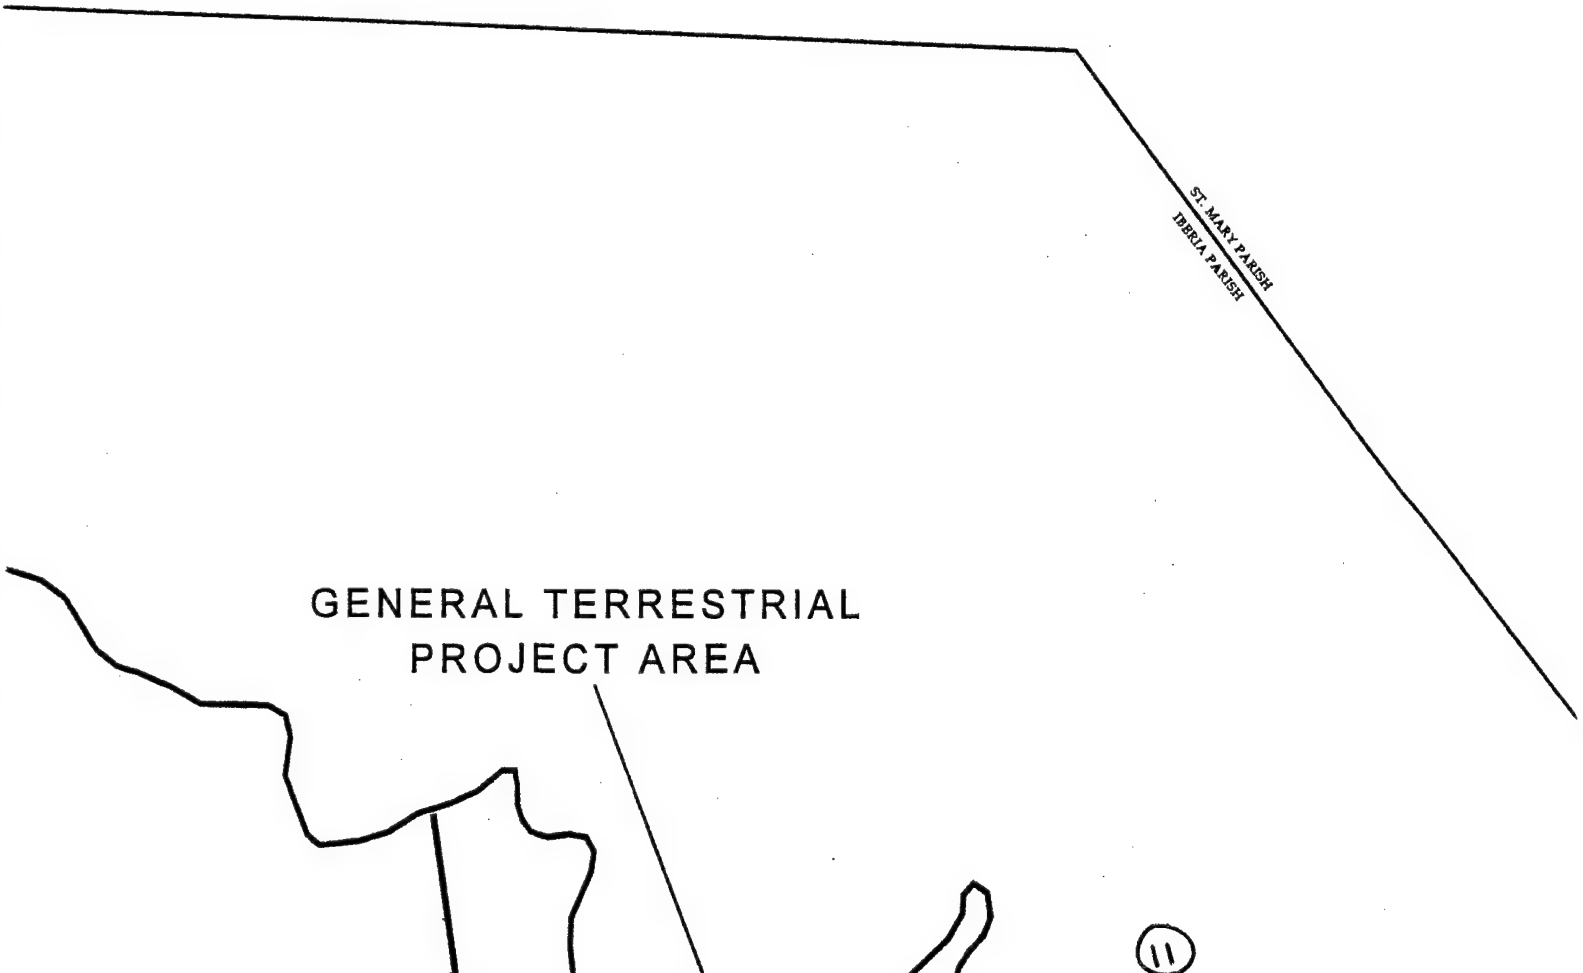 ST. MARY PARISH
IBERIA PARISH
GENERAL TERRESTRIAL
PROJECT AREA
11